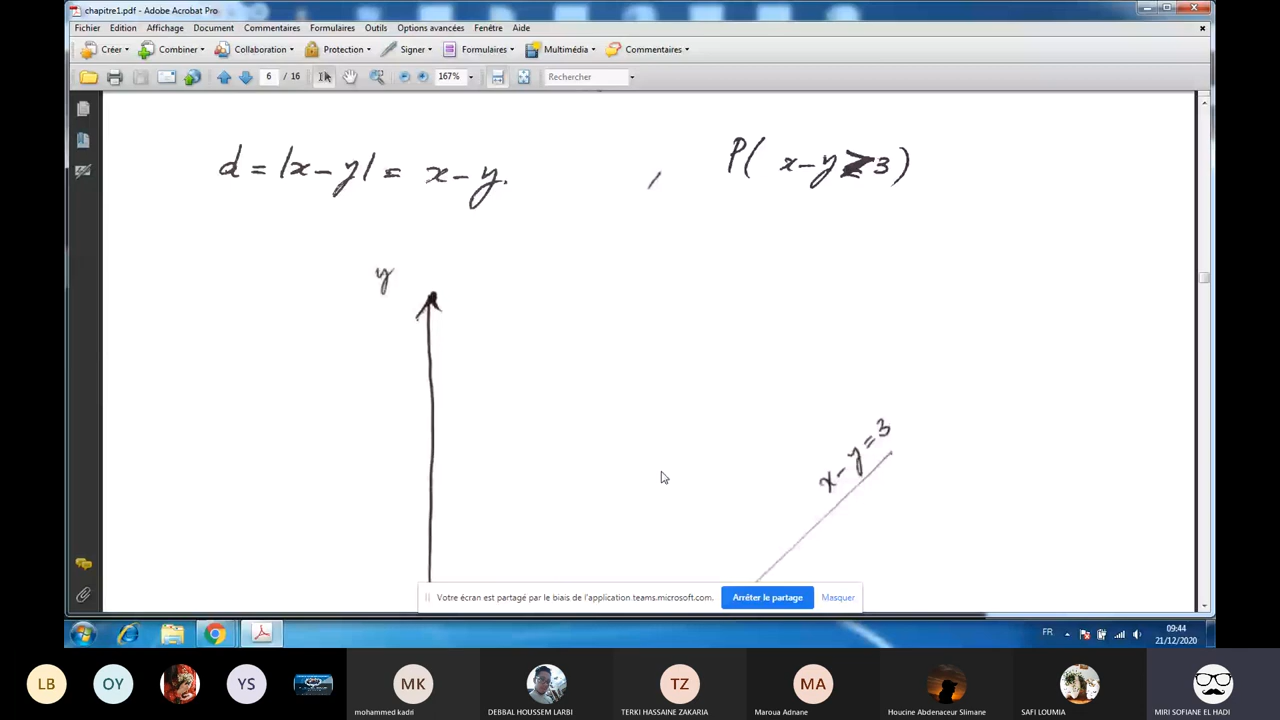 chapitre1.pdf - Adobe Acrobat Pro
Fichier Edition Affichage Document Commentaires Formulaires Outils Options avancées Fenêtre Aide
Créer Combiner Collaboration Protection Signer Formulaires Multimédia Commentaires
6 / 16 167% Rechercher
d = |x - y| = x - y. , P( x - y ≥ 3 )
y
x - y = 3
Votre écran est partagé par le biais de l'application teams.microsoft.com. Arrêter le partage Masquer
FR 09:44
21/12/2020
LB OY YS MK TZ MA
mohammed kadri DEBBAL HOUSSEM LARBI TERKI HASSAINE ZAKARIA Maroua Adnane Houcine Abdenaceur Slimane SAFI LOUMIA MIRI SOFIANE EL HADI